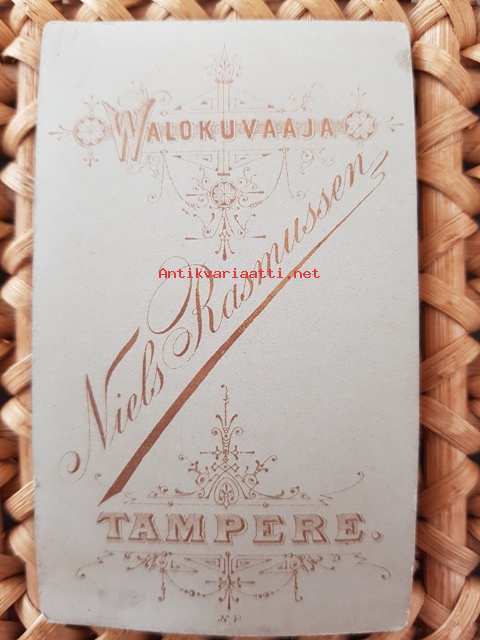 WALOKUVAAJA
Niels Rasmussen
Antikvariaatti.net
TAMPERE.